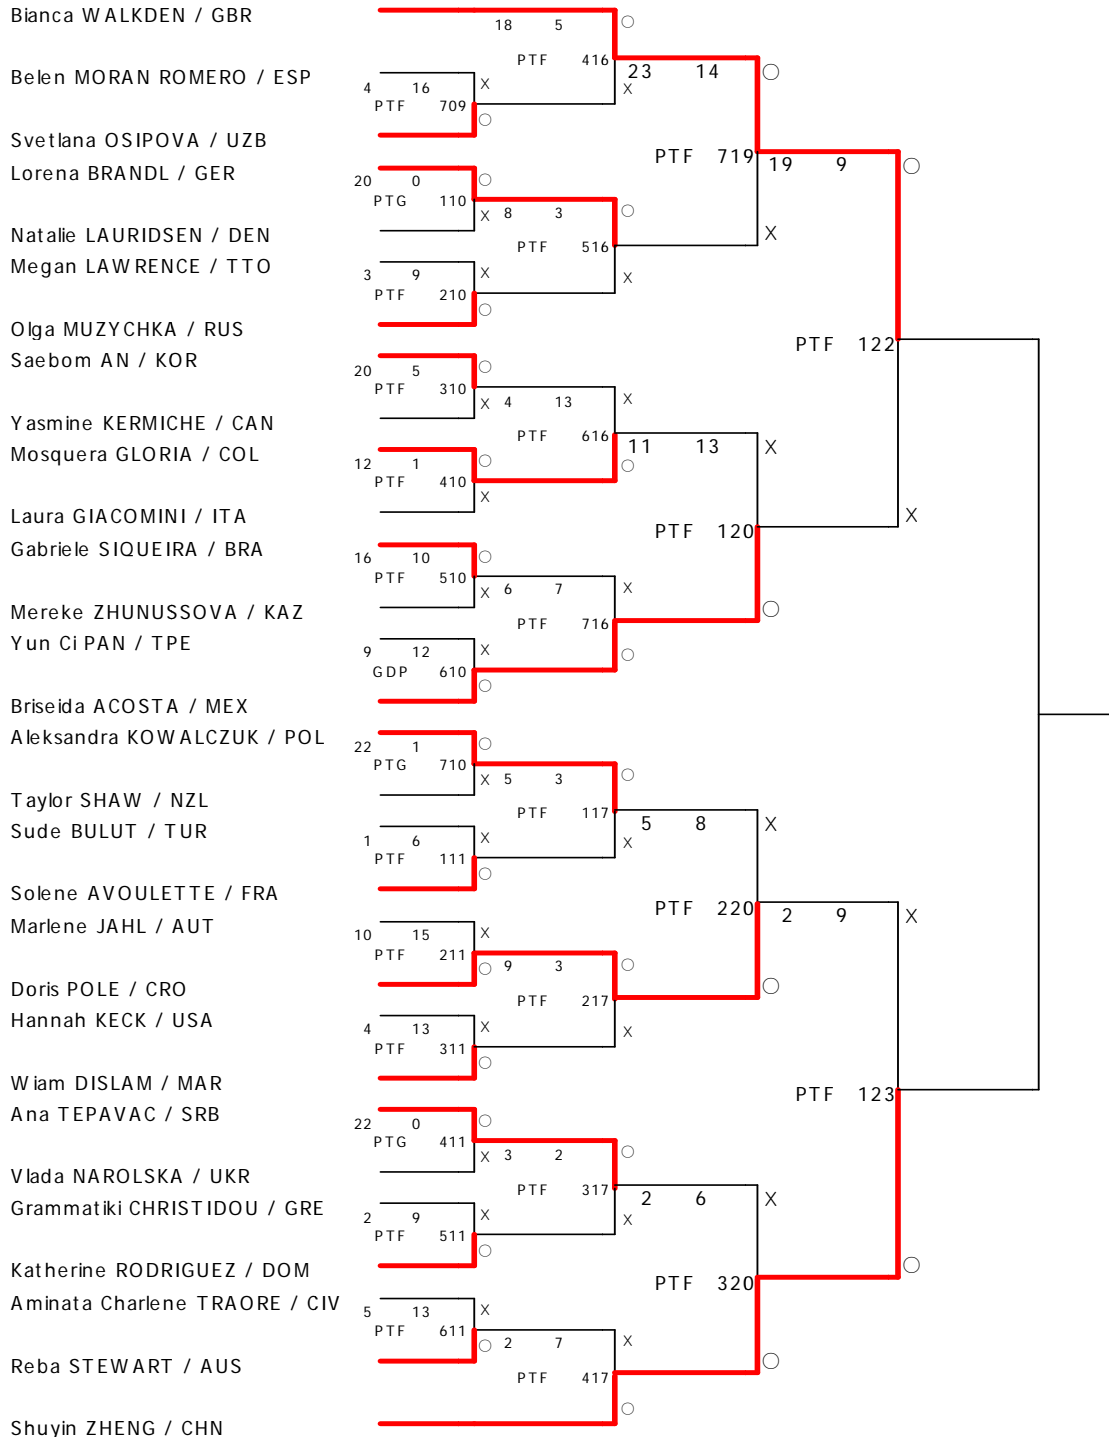 Bianca WALKDEN / GBR
18 5 ○
PTF 416
23 14 ○
Belen MORAN ROMERO / ESP
4 16 X X
PTF 709
○
Svetlana OSIPOVA / UZB
PTF 719
19 9 ○
Lorena BRANDL / GER
20 0 ○
PTG 110
X 8 3 ○
Natalie LAURIDSEN / DEN
PTF 516
X
Megan LAWRENCE / TTO
3 9 X X
PTF 210
○
Olga MUZYCHKA / RUS
PTF 122
Saebom AN / KOR
20 5 ○
PTF 310
X 4 13 X
Yasmine KERMICHE / CAN
PTF 616
11 13 X
Mosquera GLORIA / COL
12 1 ○ ○
PTF 410
X
Laura GIACOMINI / ITA
PTF 120
X
Gabriele SIQUEIRA / BRA
16 10 ○
PTF 510
X 6 7 X
Mereke ZHUNUSSOVA / KAZ
PTF 716
○
Yun Ci PAN / TPE
9 12 X ○
GDP 610
○
Briseida ACOSTA / MEX
Aleksandra KOWALCZUK / POL
22 1 ○
PTG 710
X 5 3 ○
Taylor SHAW / NZL
PTF 117
5 8 X
Sude BULUT / TUR
1 6 X X
PTF 111
○
Solene AVOULETTE / FRA
PTF 220
2 9 X
Marlene JAHL / AUT
10 15 X
PTF 211
○ 9 3 ○
Doris POLE / CRO
PTF 217
○
Hannah KECK / USA
4 13 X X
PTF 311
○
Wiam DISLAM / MAR
PTF 123
Ana TEPAVAC / SRB
22 0 ○
PTG 411
X 3 2 ○
Vlada NAROLSKA / UKR
PTF 317
2 6 X
Grammatiki CHRISTIDOU / GRE
2 9 X X
PTF 511
○
Katherine RODRIGUEZ / DOM
PTF 320
○
Aminata Charlene TRAORE / CIV
5 13 X
PTF 611
○ 2 7 X
Reba STEWART / AUS
PTF 417
○
○
Shuyin ZHENG / CHN